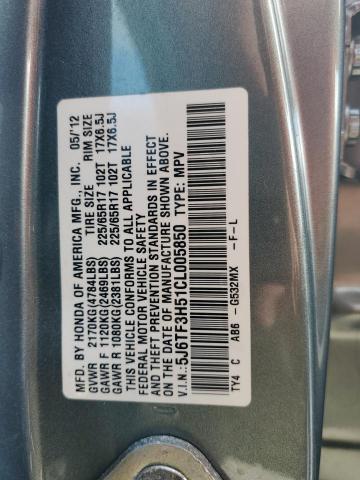 MFD. BY HONDA OF AMERICA MFG., INC. 05/'12
GVWR 2170KG(4784LBS) TIRE SIZE RIM SIZE
GAWR F 1120KG(2469LBS) 225/65R17 102T 17X6.5J
GAWR R 1080KG(2381LBS) 225/65R17 102T 17X6.5J
THIS VEHICLE CONFORMS TO ALL APPLICABLE
FEDERAL MOTOR VEHICLE SAFETY
AND THEFT PREVENTION STANDARDS IN EFFECT
ON THE DATE OF MANUFACTURE SHOWN ABOVE.
V.I.N.: 5J6TF3H51CL005850 TYPE: MPV
TY4 C AB6 -G532MX -F-L